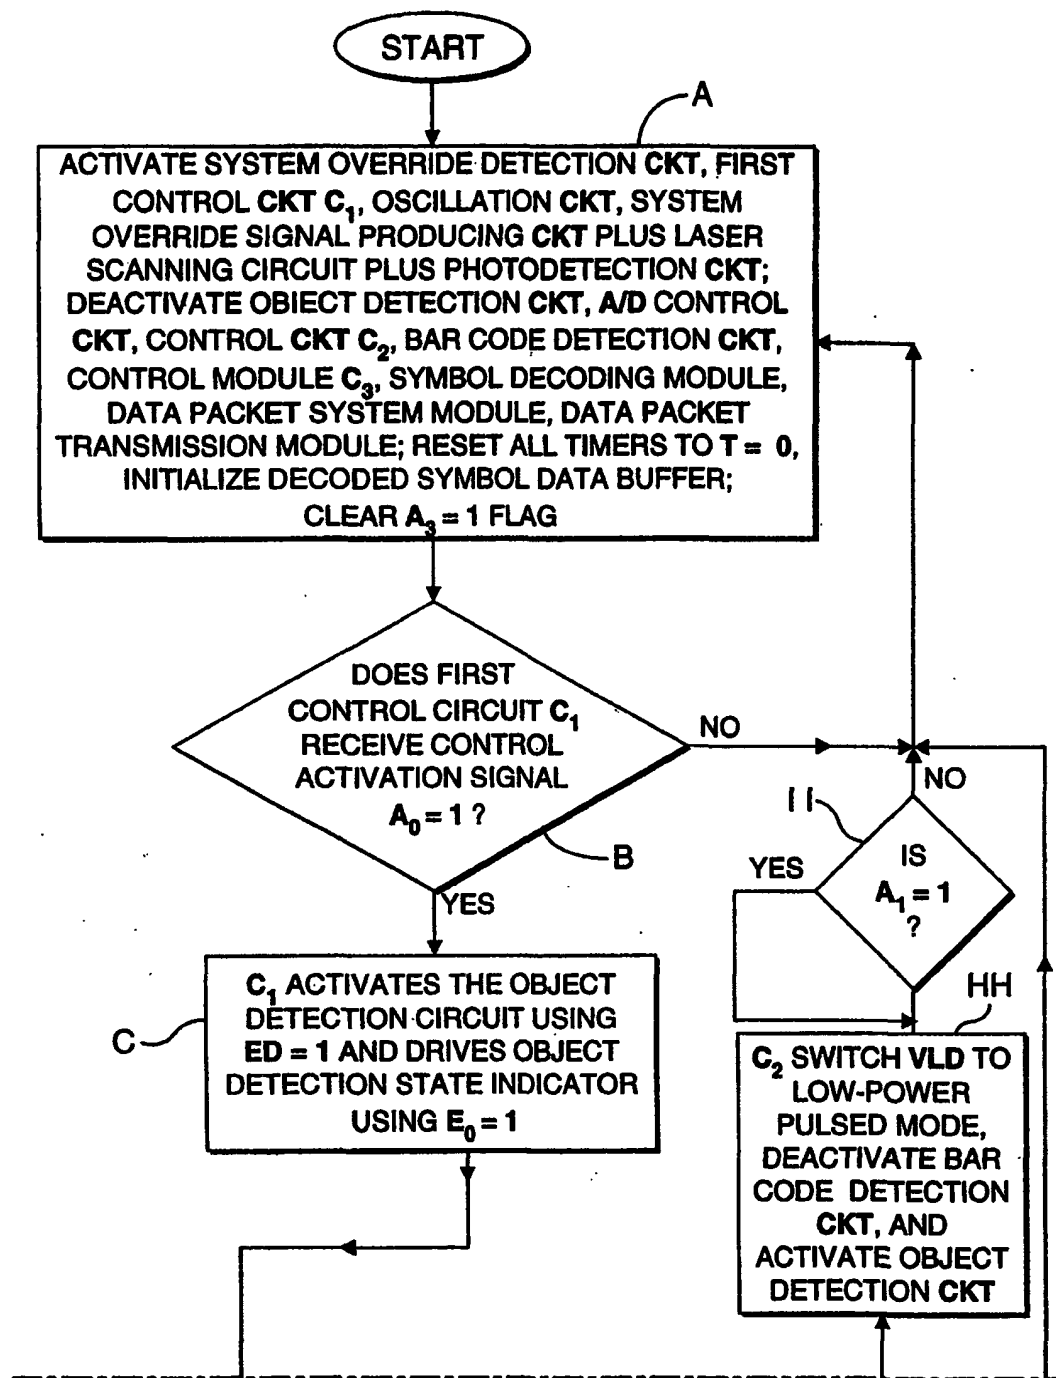 START
A
ACTIVATE SYSTEM OVERRIDE DETECTION CKT, FIRST
CONTROL CKT C₁, OSCILLATION CKT, SYSTEM
OVERRIDE SIGNAL PRODUCING CKT PLUS LASER
SCANNING CIRCUIT PLUS PHOTODETECTION CKT;
DEACTIVATE OBIECT DETECTION CKT, A/D CONTROL
CKT, CONTROL CKT C₂, BAR CODE DETECTION CKT,
CONTROL MODULE C₃, SYMBOL DECODING MODULE,
DATA PACKET SYSTEM MODULE, DATA PACKET
TRANSMISSION MODULE; RESET ALL TIMERS TO T = 0,
INITIALIZE DECODED SYMBOL DATA BUFFER;
CLEAR A₃ = 1 FLAG
DOES FIRST
CONTROL CIRCUIT C₁
RECEIVE CONTROL
ACTIVATION SIGNAL
A₀ = 1 ?
NO
B
YES
NO
II
IS
A₁ = 1
?
YES
C
C₁ ACTIVATES THE OBJECT
DETECTION CIRCUIT USING
ED = 1 AND DRIVES OBJECT
DETECTION STATE INDICATOR
USING E₀ = 1
HH
C₂ SWITCH VLD TO
LOW-POWER
PULSED MODE,
DEACTIVATE BAR
CODE DETECTION
CKT, AND
ACTIVATE OBJECT
DETECTION CKT